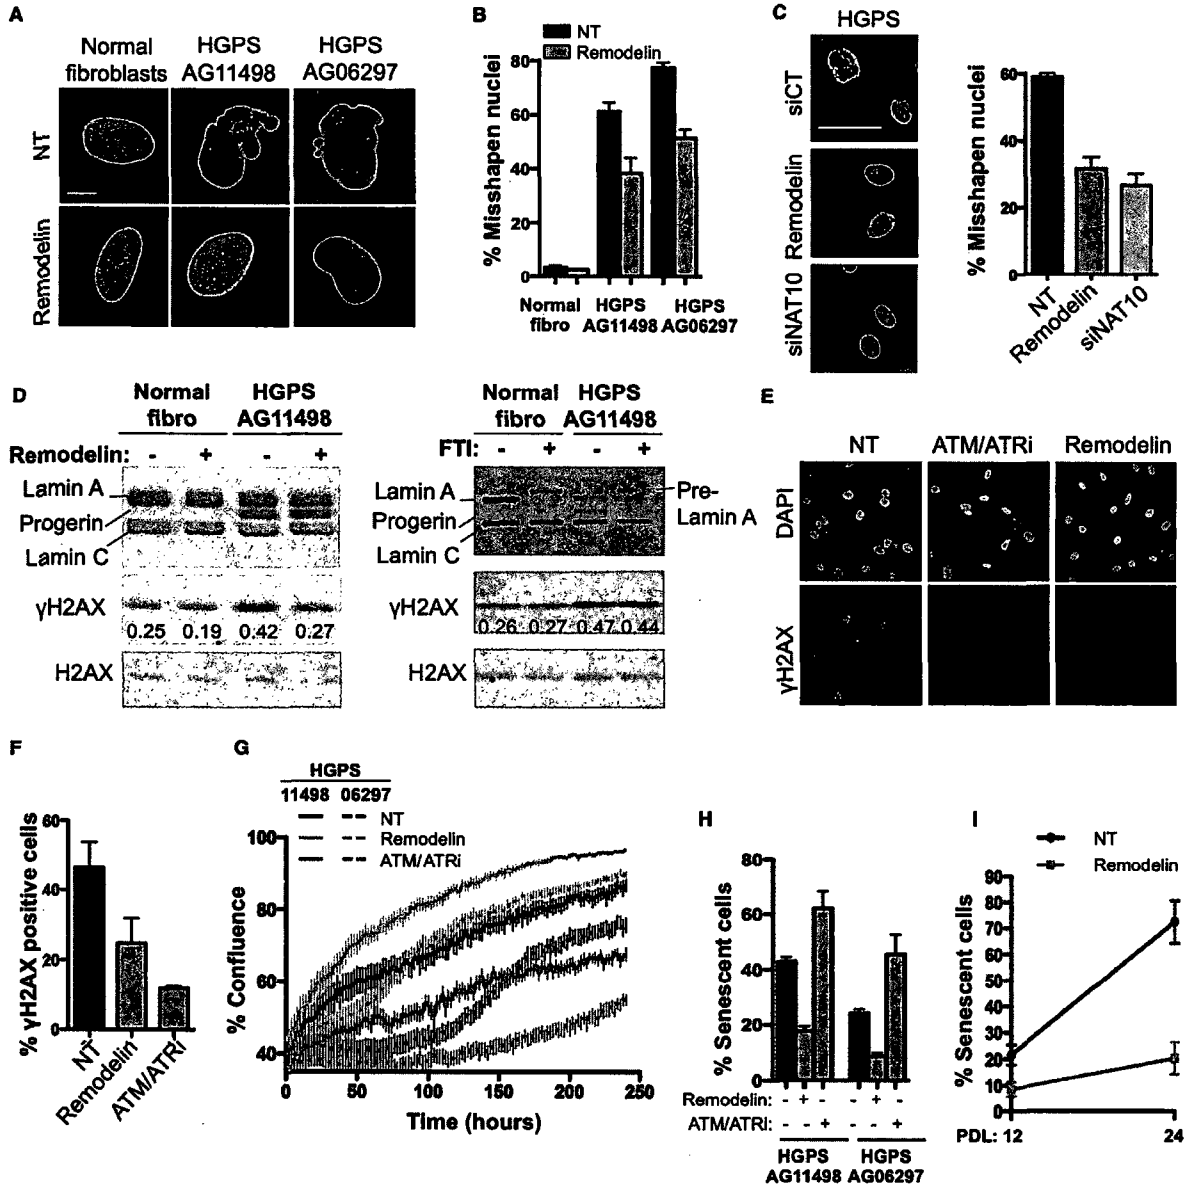 A
Normal fibroblasts
HGPS AG11498
HGPS AG06297
NT
Remodelin
B
NT
Remodelin
% Misshapen nuclei
80
60
40
20
0
Normal fibro
HGPS AG11498
HGPS AG06297
C
HGPS
siCT
Remodelin
siNAT10
% Misshapen nuclei
60
40
20
0
NT
Remodelin
siNAT10
D
Normal fibro
HGPS AG11498
Remodelin: - + - +
Lamin A
Progerin
Lamin C
γH2AX
0.25 0.19 0.42 0.27
H2AX
Normal fibro
HGPS AG11498
FTI: - + - +
Lamin A
Progerin
Lamin C
Pre-
Lamin A
γH2AX
0.26 0.27 0.47 0.44
H2AX
E
NT ATM/ATRi Remodelin
DAPI
γH2AX
F
% γH2AX positive cells
60
40
20
0
NT
Remodelin
ATM/ATRi
G
HGPS
11498 06297
NT
Remodelin
ATM/ATRi
% Confluence
100
80
60
40
0 50 100 150 200 250
Time (hours)
H
% Senescent cells
80
60
40
20
0
Remodelin: - + - - + -
ATM/ATRi: - - + - - +
HGPS AG11498
HGPS AG06297
I
NT
Remodelin
% Senescent cells
90
80
70
60
50
40
30
20
10
0
PDL: 12 24